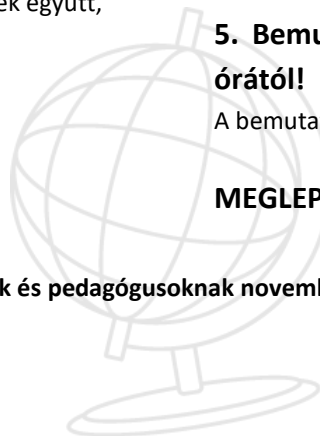 ek együtt,
5. Bemu
órától!
A bemuta
MEGLEP
k és pedagógusoknak novemb